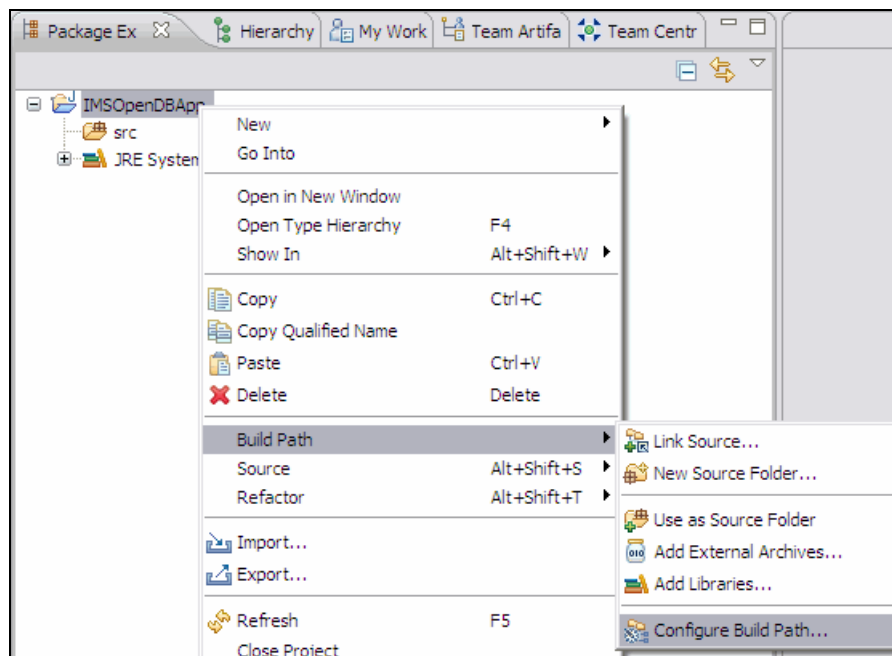 Package Ex Hierarchy My Work Team Artifa Team Centr
IMSOpenDBApp
src
JRE System
New
Go Into
Open in New Window
Open Type Hierarchy F4
Show In Alt+Shift+W
Copy Ctrl+C
Copy Qualified Name
Paste Ctrl+V
Delete Delete
Build Path
Source Alt+Shift+S
Refactor Alt+Shift+T
Import...
Export...
Refresh F5
Close Project
Link Source...
New Source Folder...
Use as Source Folder
Add External Archives...
Add Libraries...
Configure Build Path...